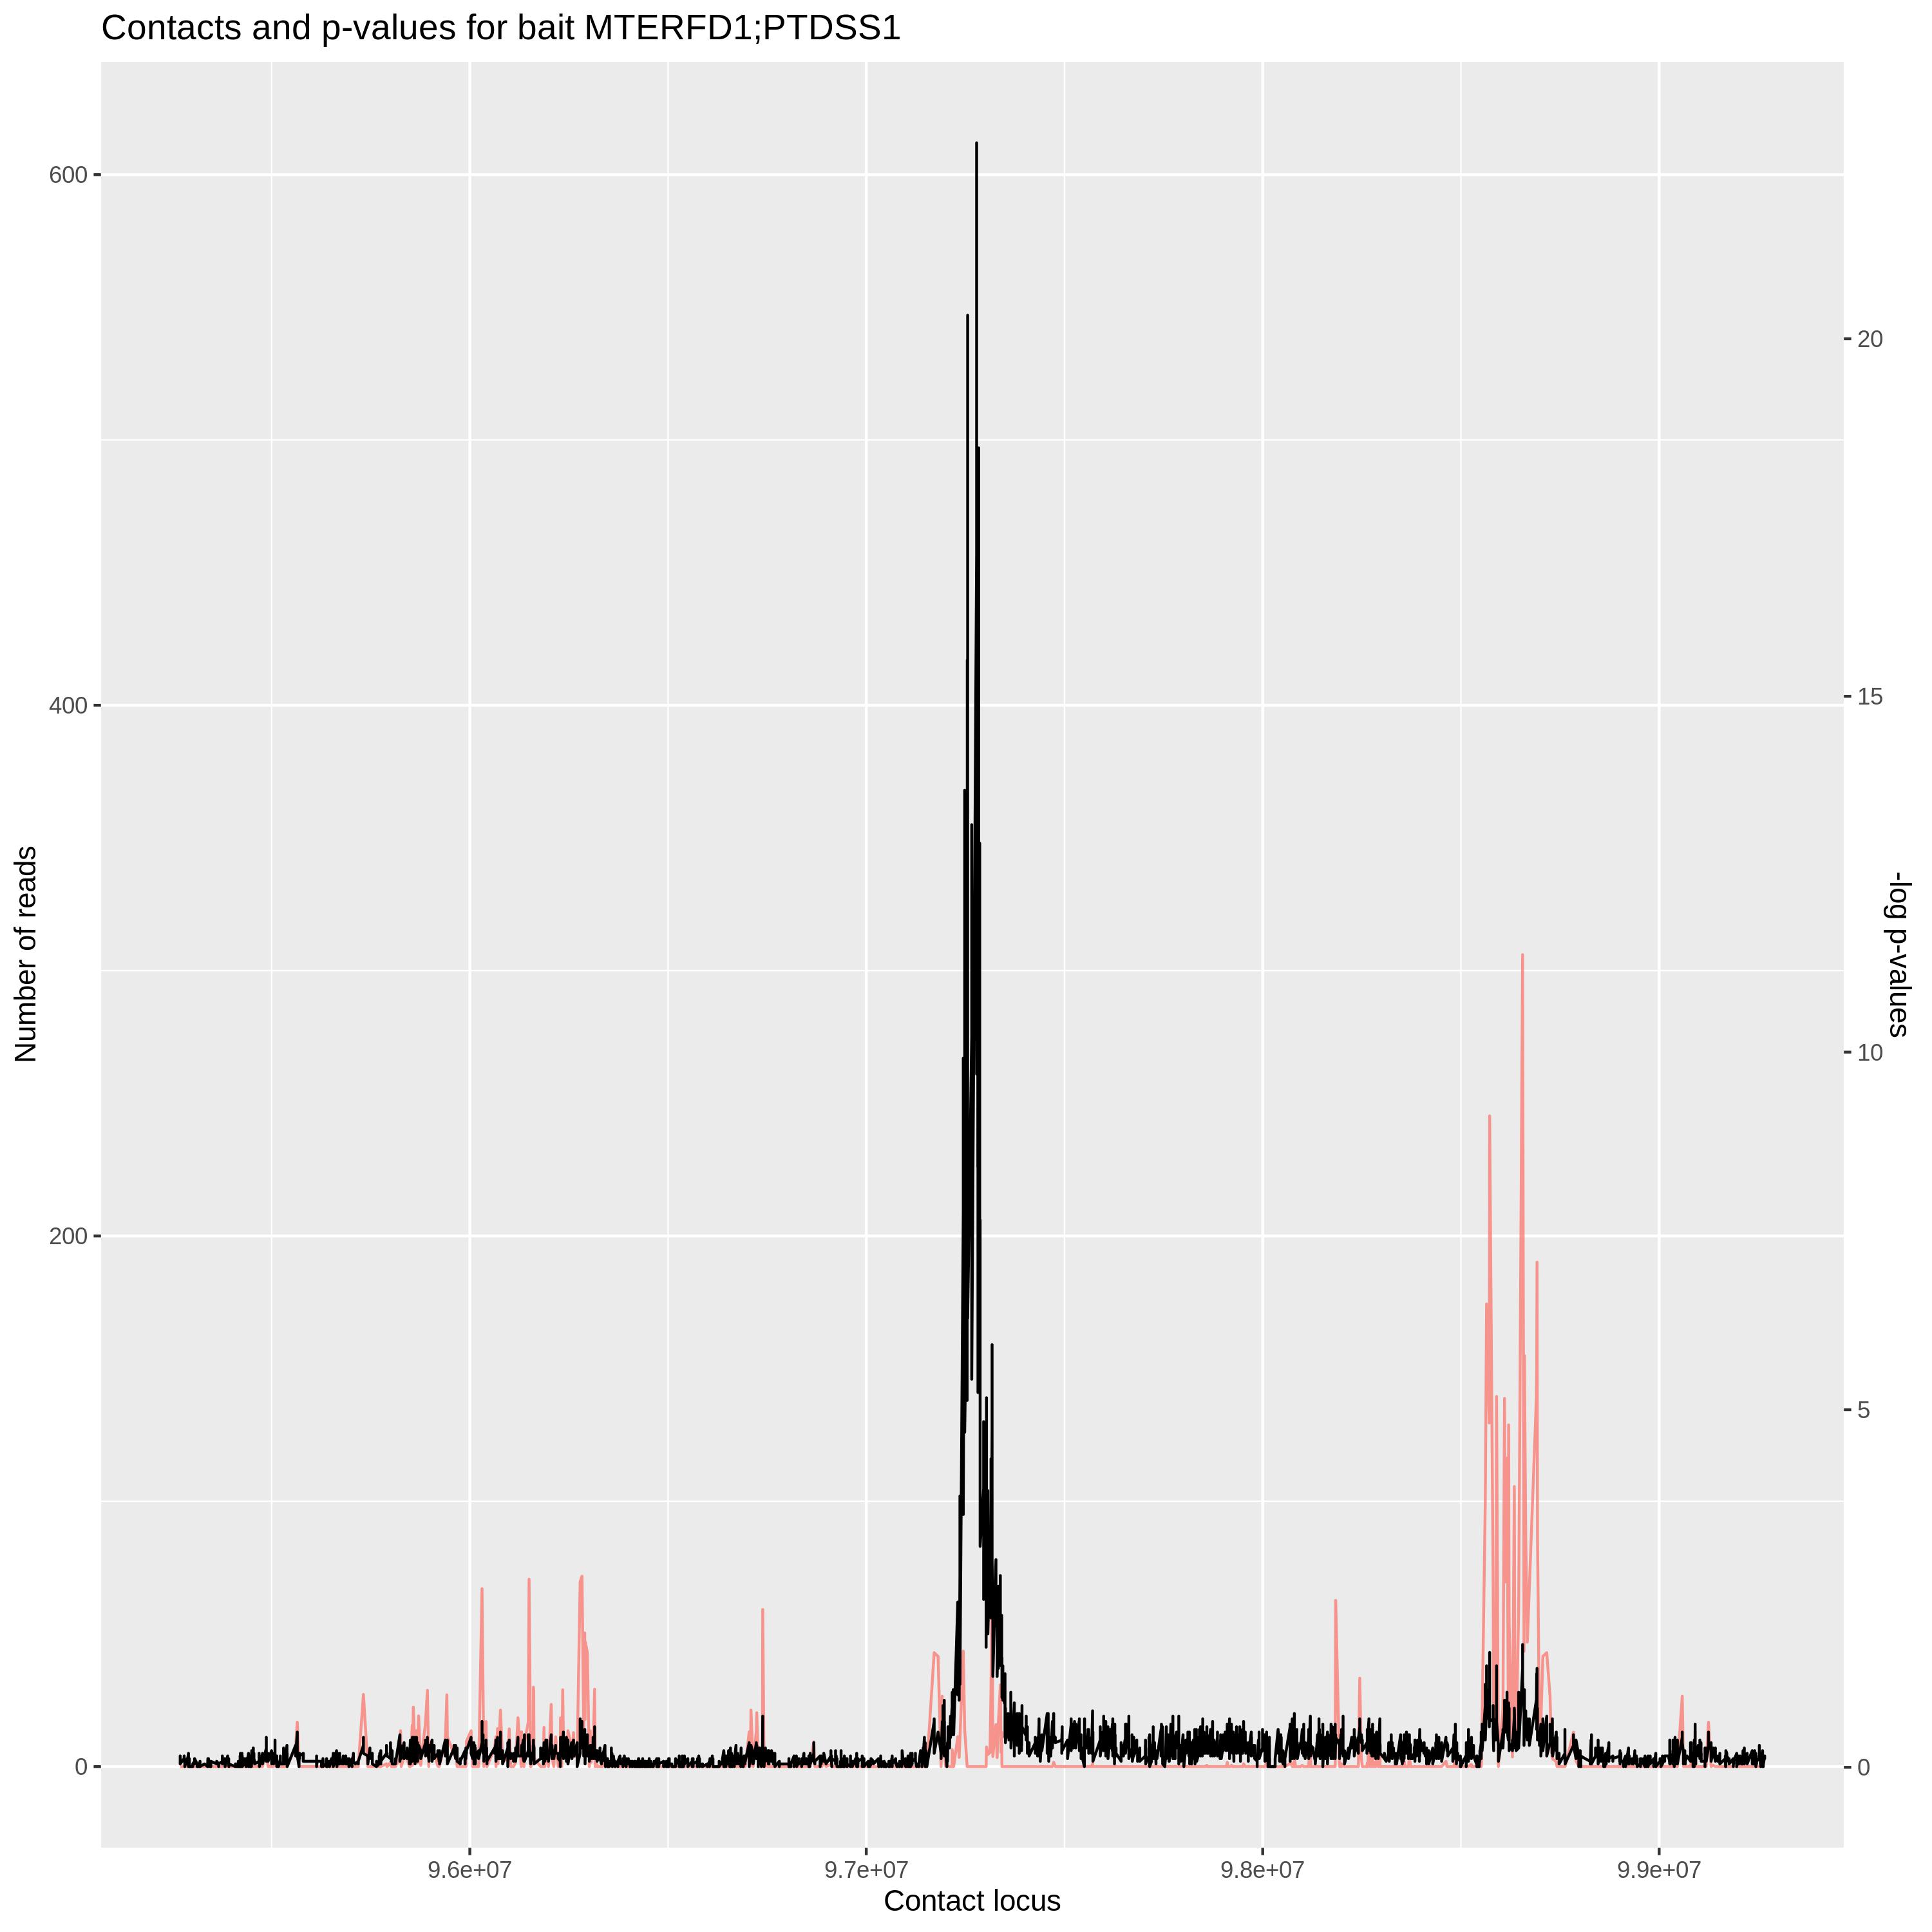 Contacts and p-values for bait MTERFD1;PTDSS1
Number of reads
600
400
200
0
20
15
10
5
0
-log p-values
9.6e+07
9.7e+07
9.8e+07
9.9e+07
Contact locus